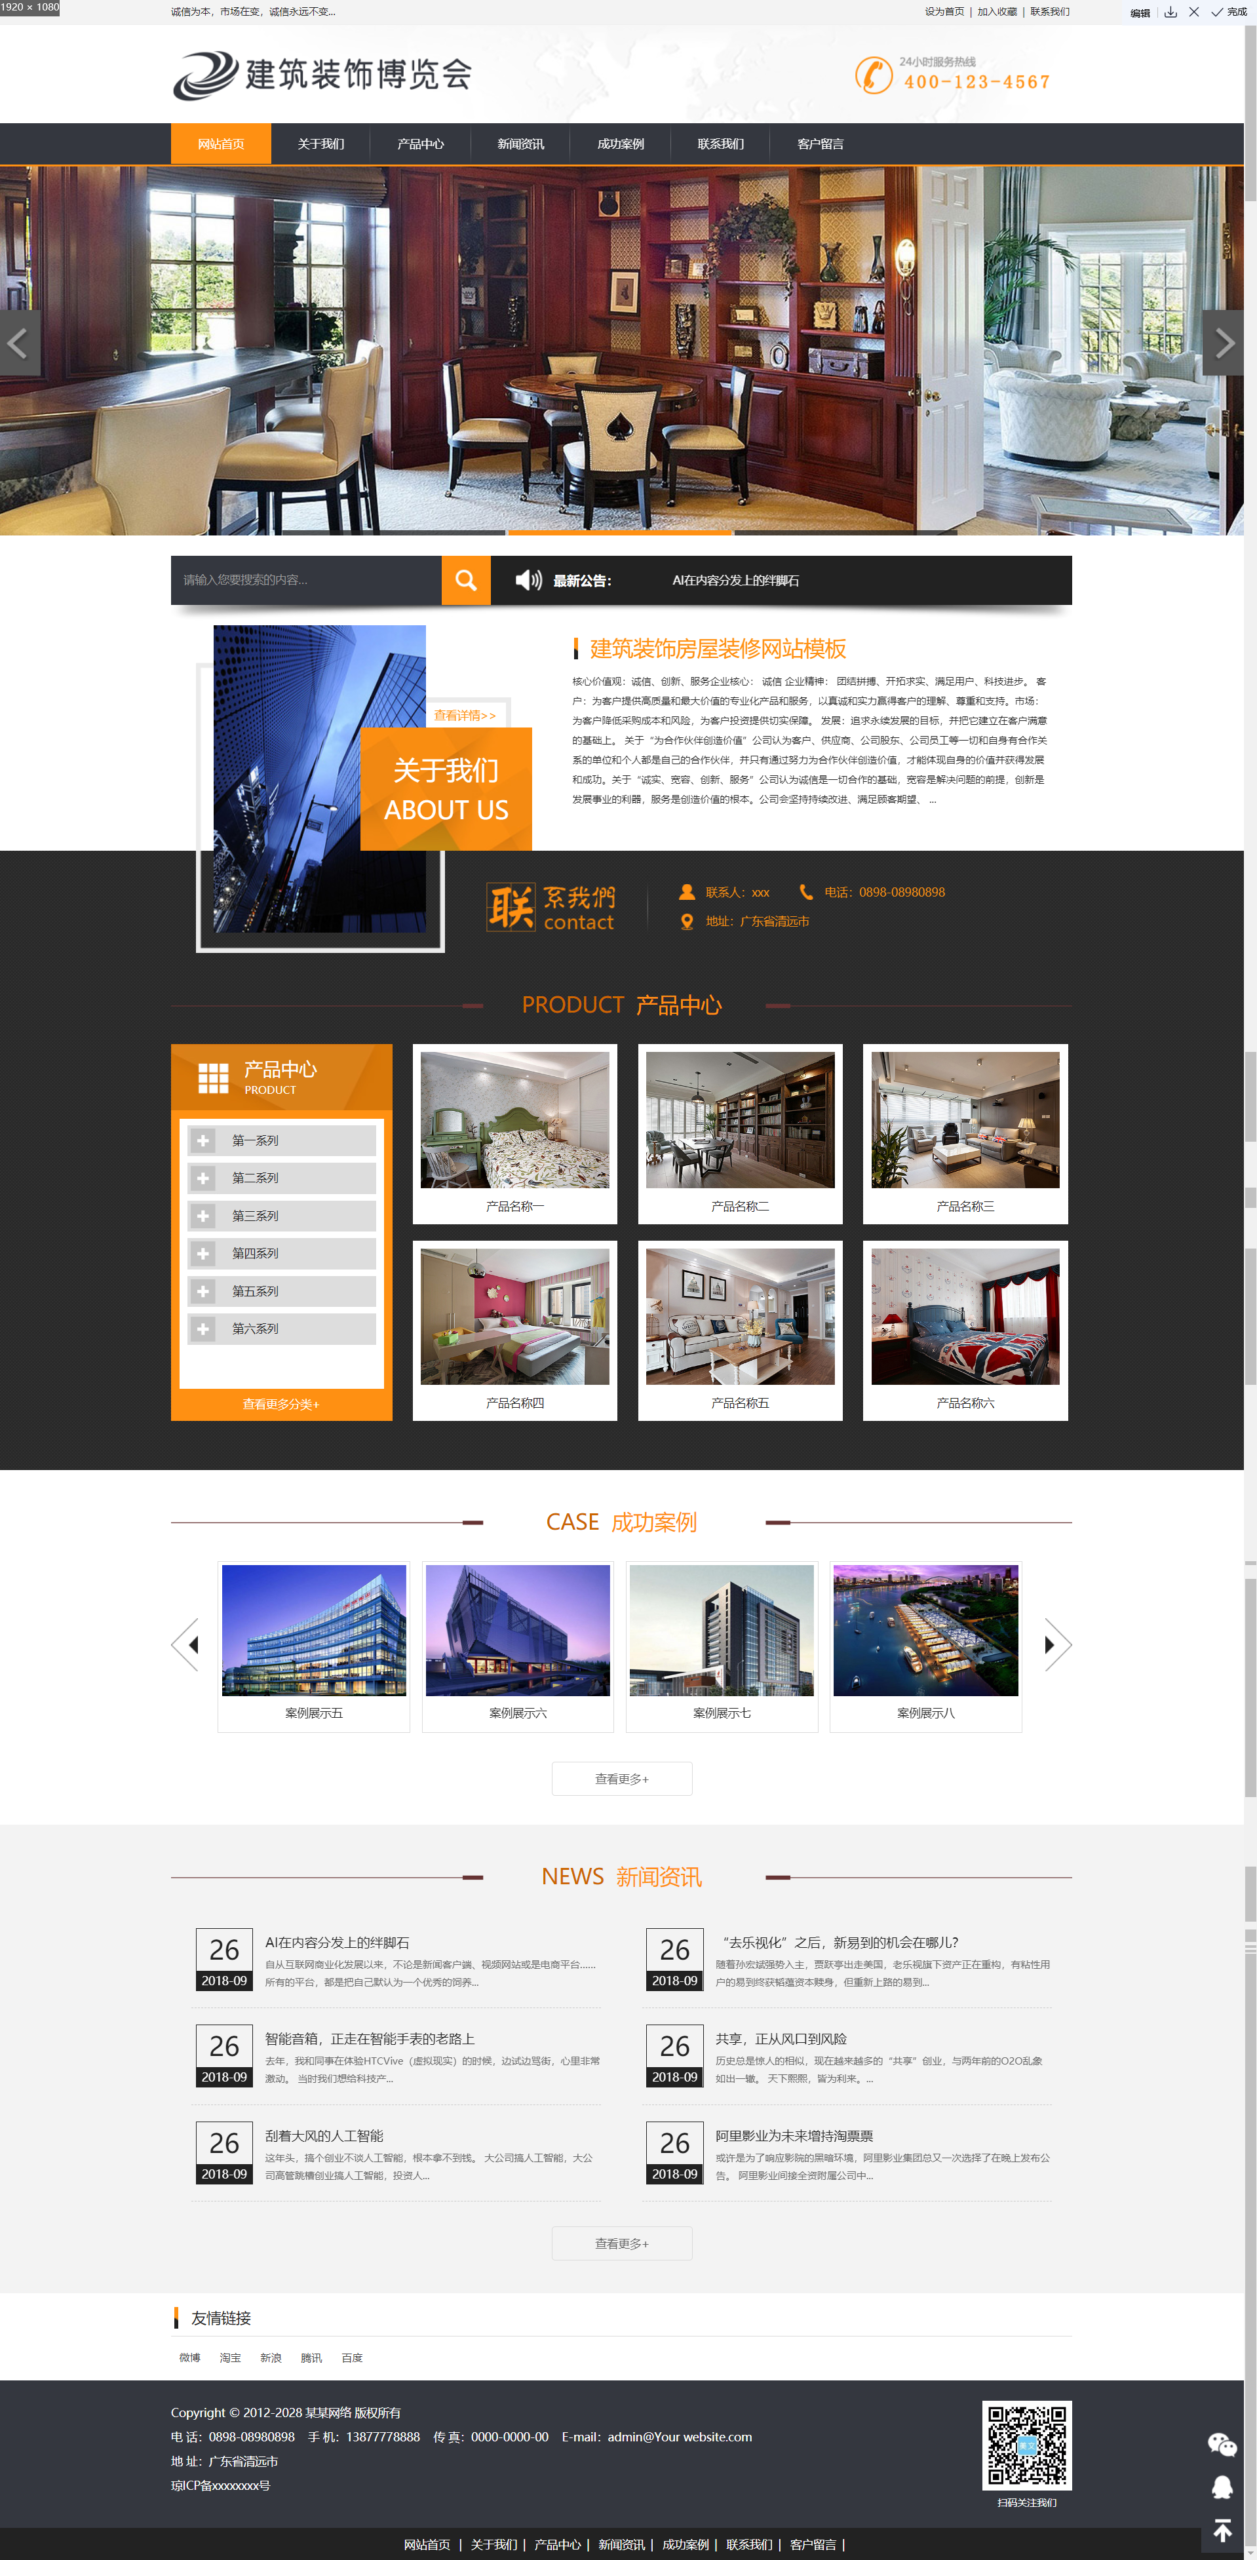 1920 × 1080
诚信为本，市场在变，诚信永远不变...
设为首页 | 加入收藏 | 联系我们
编辑
完成
建筑装饰博览会
24小时服务热线
400-123-4567
网站首页
关于我们
产品中心
新闻资讯
成功案例
联系我们
客户留言
请输入您要搜索的内容...
最新公告：
AI在内容分发上的绊脚石
建筑装饰房屋装修网站模板
核心价值观：诚信、创新、服务企业核心： 诚信 企业精神： 团结拼搏、开拓求实、满足用户、科技进步。 客
户：为客户提供高质量和最大价值的专业化产品和服务，以真诚和实力赢得客户的理解、尊重和支持。市场：
为客户降低采购成本和风险，为客户投资提供切实保障。 发展：追求永续发展的目标，并把它建立在客户满意
的基础上。 关于“为合作伙伴创造价值”公司认为客户、供应商、公司股东、公司员工等一切和自身有合作关
系的单位和个人都是自己的合作伙伴，并只有通过努力为合作伙伴创造价值，才能体现自身的价值并获得发展
和成功。关于“诚实、宽容、创新、服务”公司认为诚信是一切合作的基础，宽容是解决问题的前提，创新是
发展事业的利器，服务是创造价值的根本。公司会坚持持续改进、满足顾客期望、 ...
查看详情>>
关于我们
ABOUT US
联系我們
contact
联系人：xxx
电话：0898-08980898
地址：广东省清远市
PRODUCT 产品中心
产品中心
PRODUCT
第一系列
第二系列
第三系列
第四系列
第五系列
第六系列
查看更多分类+
产品名称一
产品名称二
产品名称三
产品名称四
产品名称五
产品名称六
CASE 成功案例
案例展示五
案例展示六
案例展示七
案例展示八
查看更多+
NEWS 新闻资讯
26
2018-09
AI在内容分发上的绊脚石
自从互联网商业化发展以来，不论是新闻客户端、视频网站或是电商平台......
所有的平台，都是把自己默认为一个优秀的饲养...
26
2018-09
“去乐视化”之后，新易到的机会在哪儿？
随着孙宏斌强势入主，贾跃亭出走美国，老乐视旗下资产正在重构，有粘性用
户的易到终获韬蕴资本赎身，但重新上路的易到...
26
2018-09
智能音箱，正走在智能手表的老路上
去年，我和同事在体验HTCVive（虚拟现实）的时候，边试边骂街，心里非常
激动。 当时我们想给科技产...
26
2018-09
共享，正从风口到风险
历史总是惊人的相似，现在越来越多的“共享”创业，与两年前的O2O乱象
如出一辙。 天下熙熙，皆为利来。...
26
2018-09
刮着大风的人工智能
这年头，搞个创业不谈人工智能，根本拿不到钱。 大公司搞人工智能，大公
司高管跳槽创业搞人工智能，投资人...
26
2018-09
阿里影业为未来增持淘票票
或许是为了响应影院的黑暗环境，阿里影业集团总又一次选择了在晚上发布公
告。 阿里影业间接全资附属公司中...
查看更多+
友情链接
微博 淘宝 新浪 腾讯 百度
Copyright © 2012-2028 某某网络 版权所有
电 话：0898-08980898 手 机：13877778888 传 真：0000-0000-00 E-mail：admin@Your website.com
地 址：广东省清远市
琼ICP备xxxxxxxx号
扫码关注我们
网站首页 | 关于我们 | 产品中心 | 新闻资讯 | 成功案例 | 联系我们 | 客户留言 |